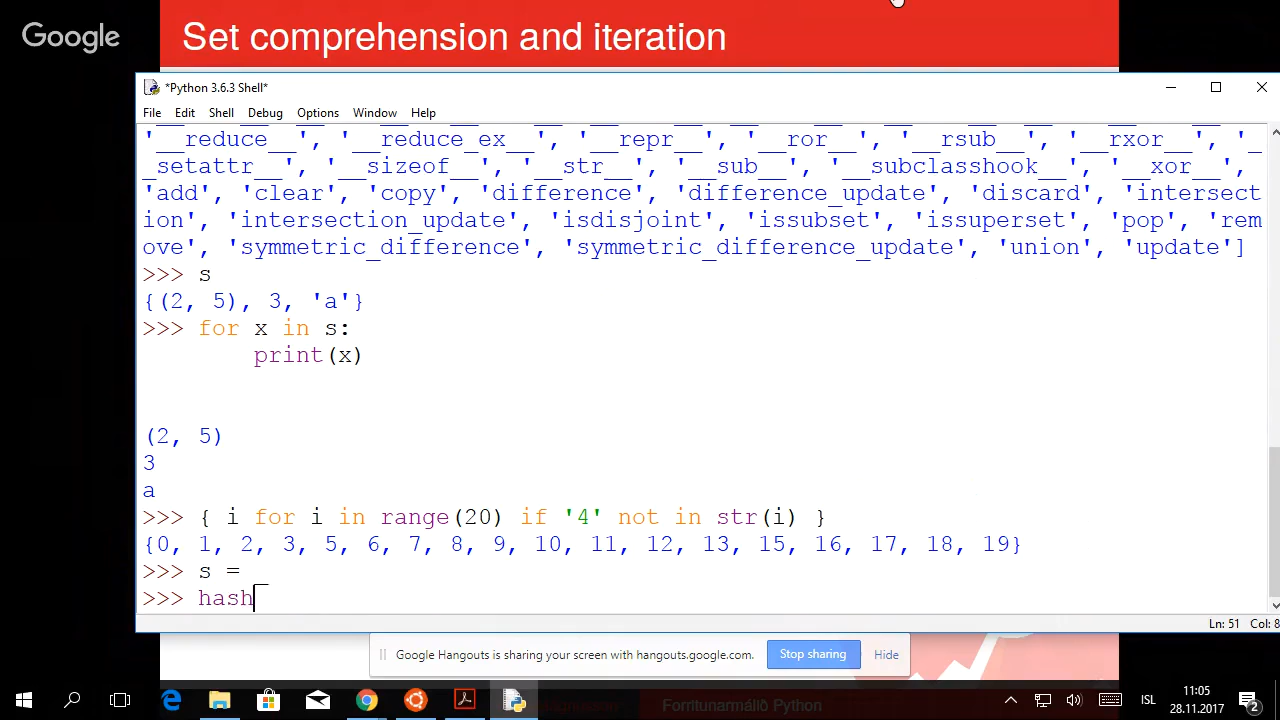 Google
Set comprehension and iteration
*Python 3.6.3 Shell*
File Edit Shell Debug Options Window Help
'__reduce__', '__reduce_ex__', '__repr__', '__ror__', '__rsub__', '__rxor__', '_
_setattr__', '__sizeof__', '__str__', '__sub__', '__subclasshook__', '__xor__',
'add', 'clear', 'copy', 'difference', 'difference_update', 'discard', 'intersect
ion', 'intersection_update', 'isdisjoint', 'issubset', 'issuperset', 'pop', 'rem
ove', 'symmetric_difference', 'symmetric_difference_update', 'union', 'update']
>>> s
{(2, 5), 3, 'a'}
>>> for x in s:
print(x)
(2, 5)
3
a
>>> { i for i in range(20) if '4' not in str(i) }
{0, 1, 2, 3, 5, 6, 7, 8, 9, 10, 11, 12, 13, 15, 16, 17, 18, 19}
>>> s =
>>> hash
Ln: 51 Col: 8
Google Hangouts is sharing your screen with hangouts.google.com. Stop sharing Hide
Forritunarmálið Python
ISL
11:05
28.11.2017
2